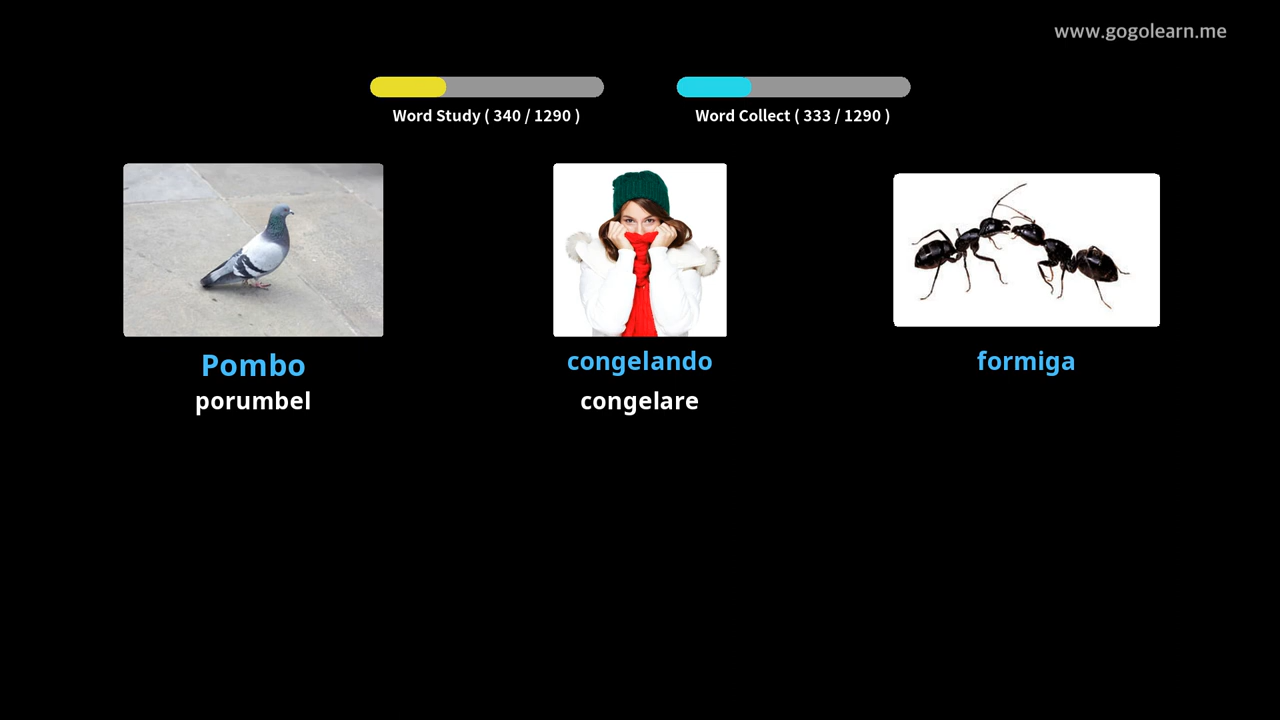 www.gogolearn.me
Word Study ( 340 / 1290 )
Word Collect ( 333 / 1290 )
Pombo
porumbel
congelando
congelare
formiga